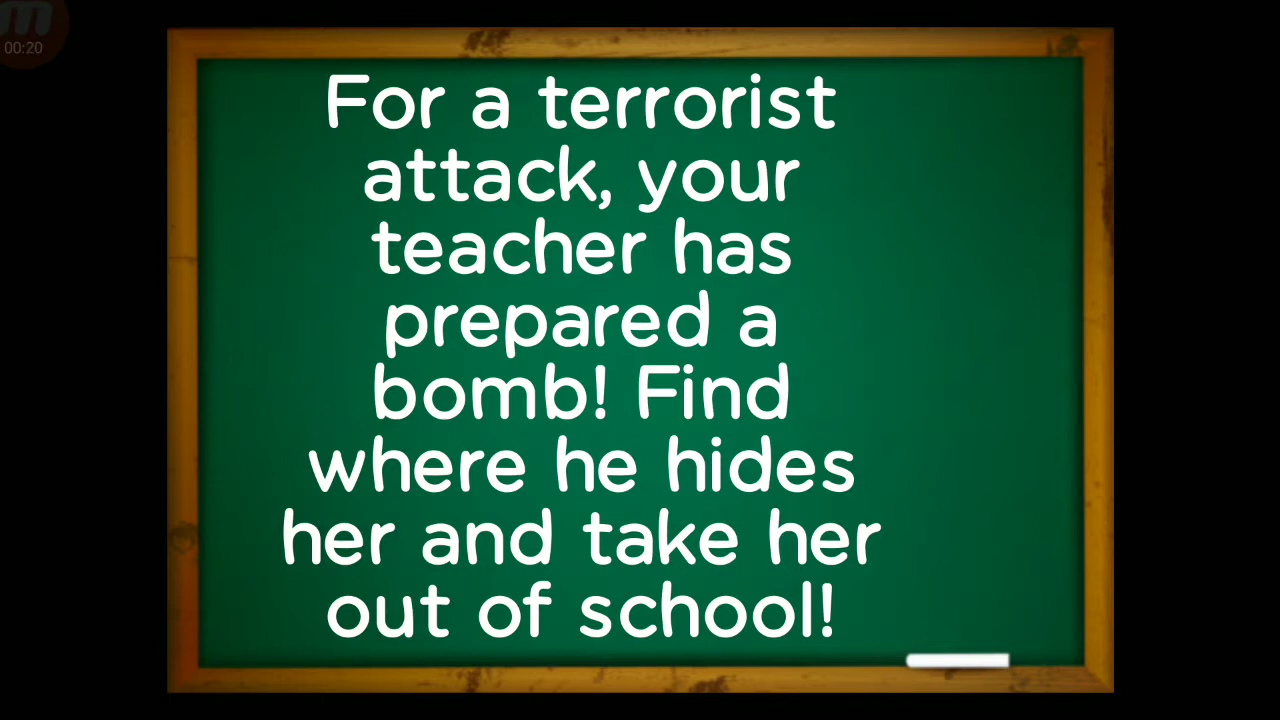 00:20
For a terrorist
attack, your
teacher has
prepared a
bomb! Find
where he hides
her and take her
out of school!